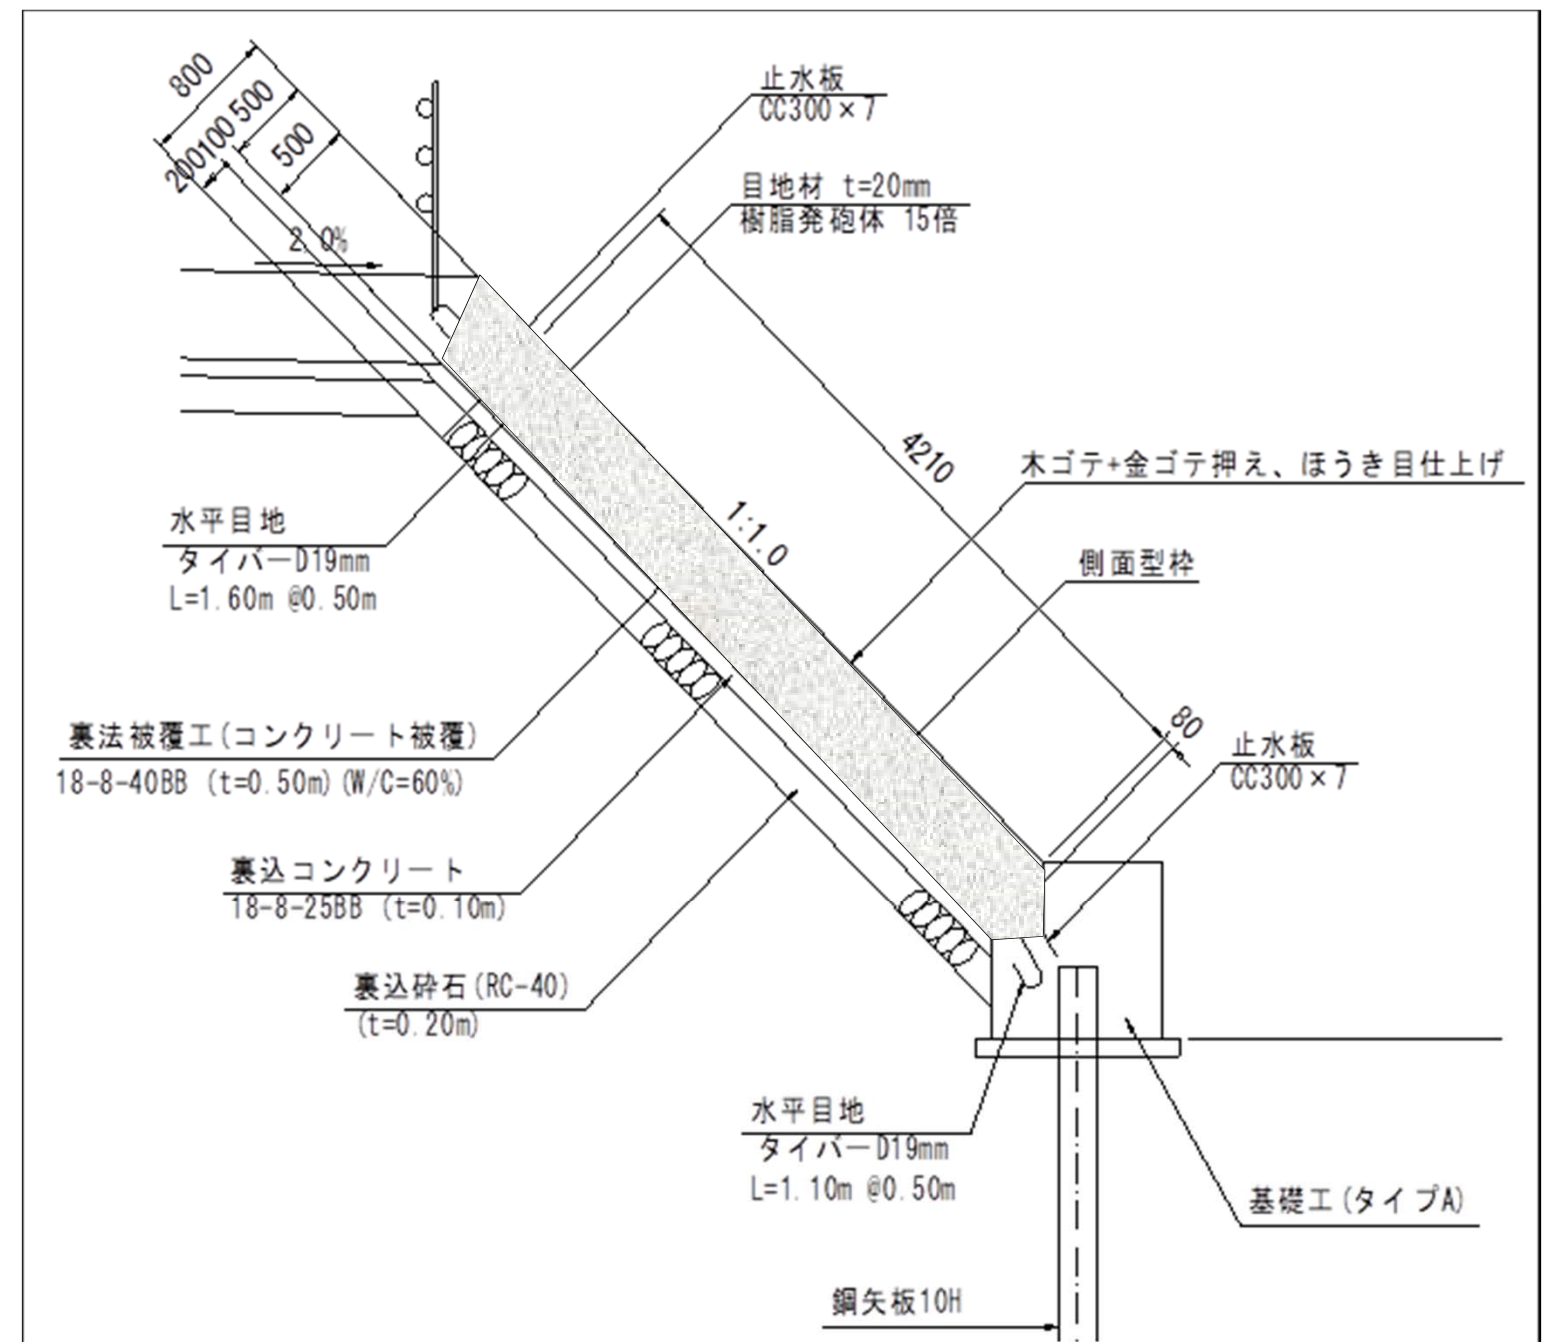 800
500
200100
500
2.0%
止水板
CC300×7
目地材 t=20mm
樹脂発砲体 15倍
4210
木ゴテ+金ゴテ押え、ほうき目仕上げ
1:1.0
側面型枠
水平目地
タイバーD19mm
L=1.60m @0.50m
80
止水板
CC300×7
裏法被覆工(コンクリート被覆)
18-8-40BB (t=0.50m)(W/C=60%)
裏込コンクリート
18-8-25BB (t=0.10m)
裏込砕石(RC-40)
(t=0.20m)
水平目地
タイバーD19mm
L=1.10m @0.50m
基礎工(タイプA)
鋼矢板10H